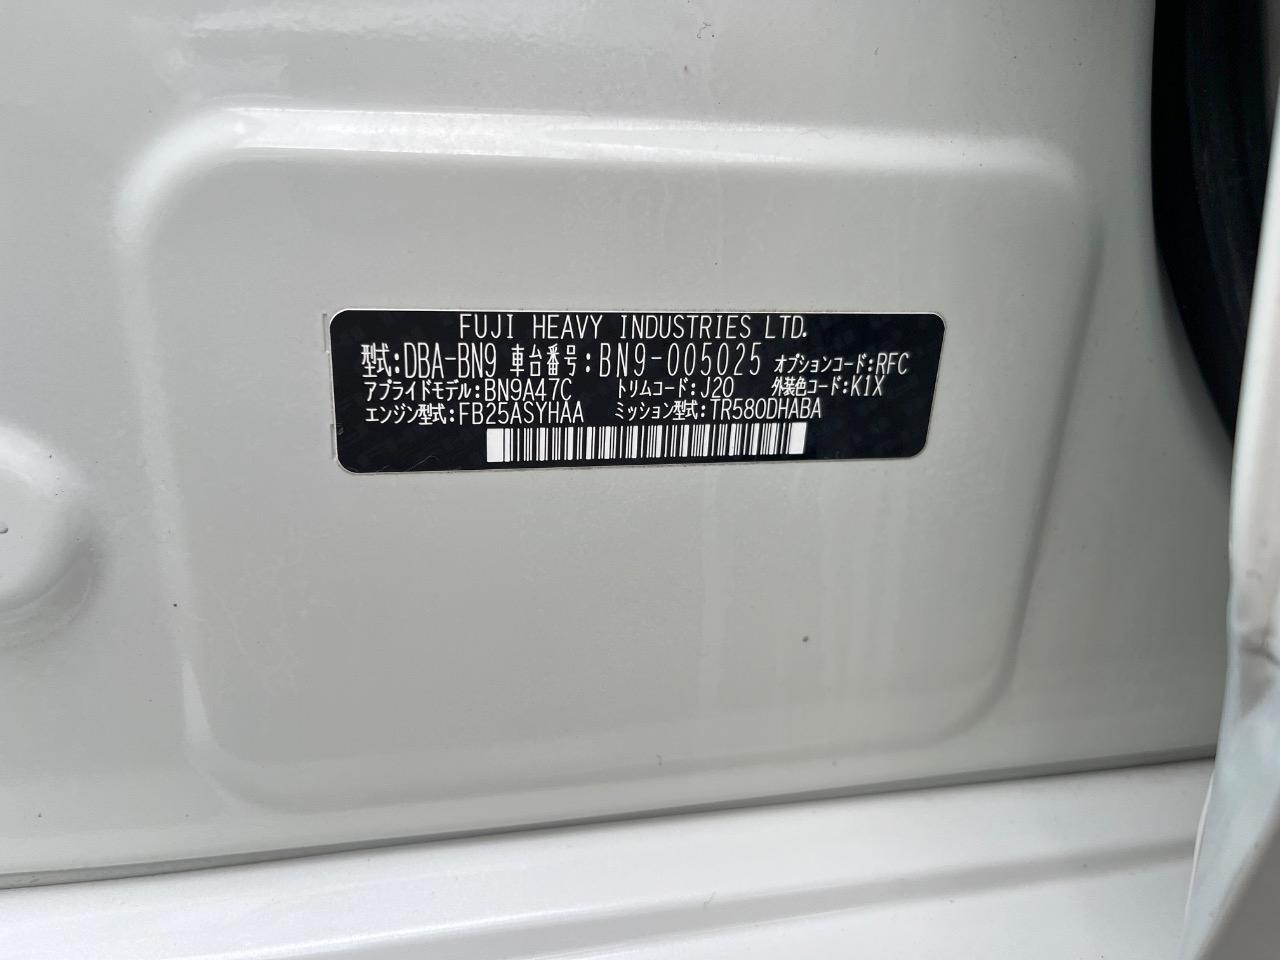 FUJI HEAVY INDUSTRIES LTD.
型式:DBA-BN9 車台番号:BN9-005025 オプションコード:RFC
アプライドモデル:BN9A47C トリムコード:J20 外装色コード:K1X
エンジン型式:FB25ASYHAA ミッション型式:TR580DHABA